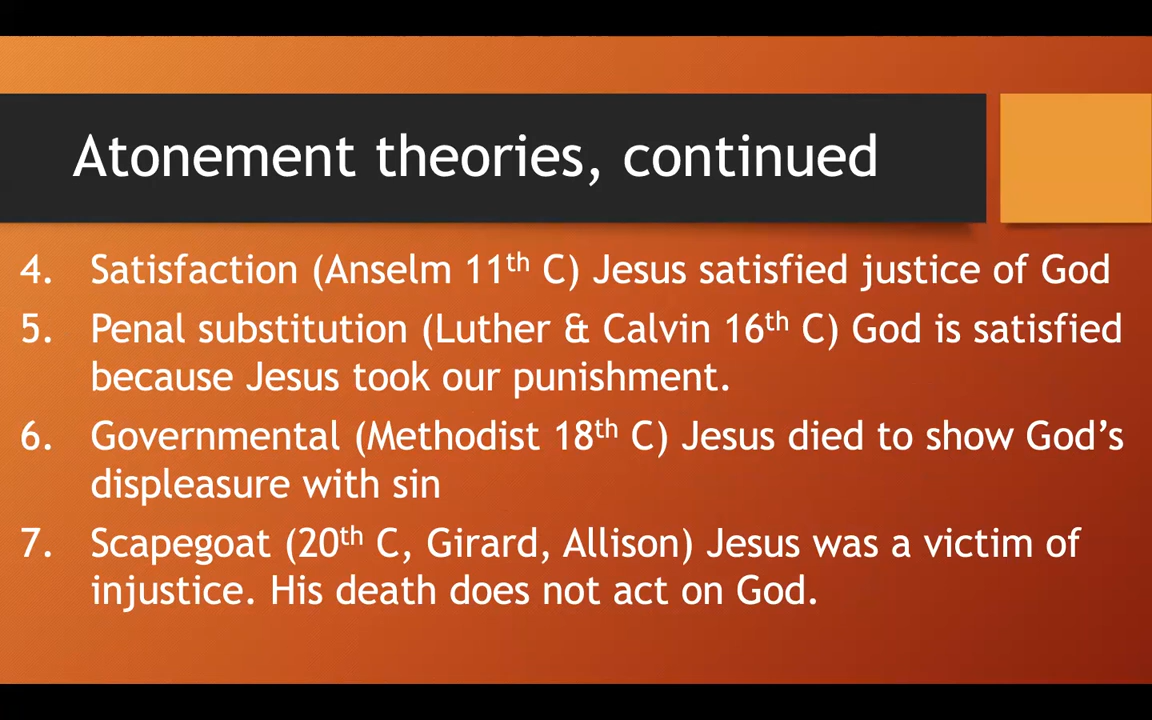 Atonement theories, continued
4. Satisfaction (Anselm 11th C) Jesus satisfied justice of God
5. Penal substitution (Luther & Calvin 16th C) God is satisfied
because Jesus took our punishment.
6. Governmental (Methodist 18th C) Jesus died to show God's
displeasure with sin
7. Scapegoat (20th C, Girard, Allison) Jesus was a victim of
injustice. His death does not act on God.